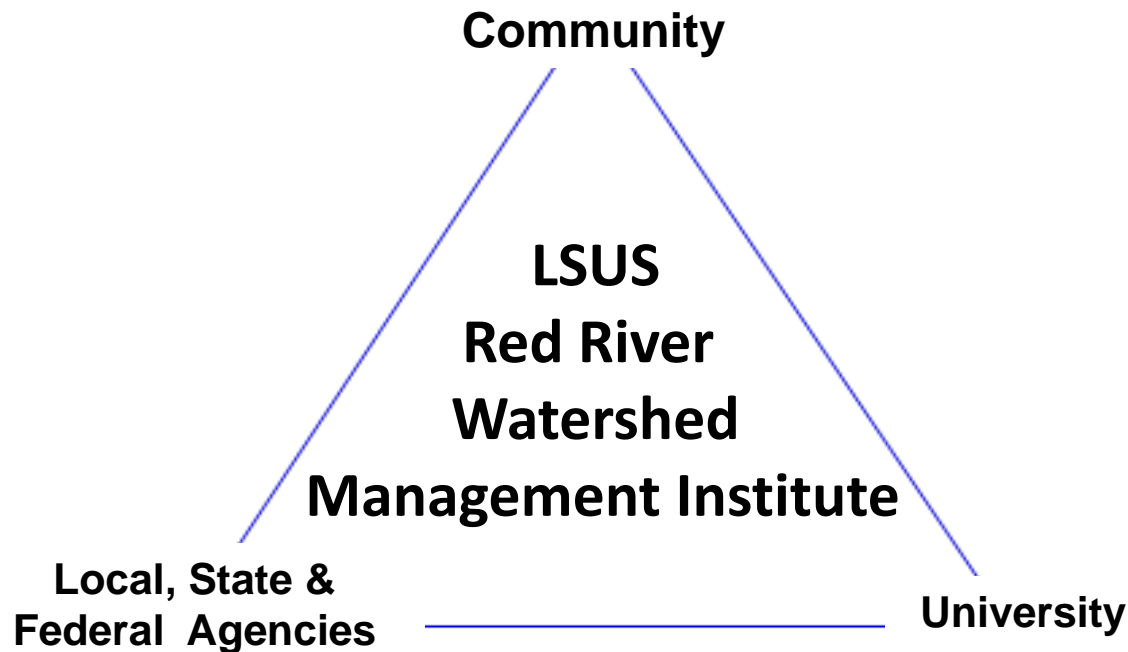 Community
LSUS
Red River
Watershed
Management Institute
Local, State &
Federal  Agencies
University